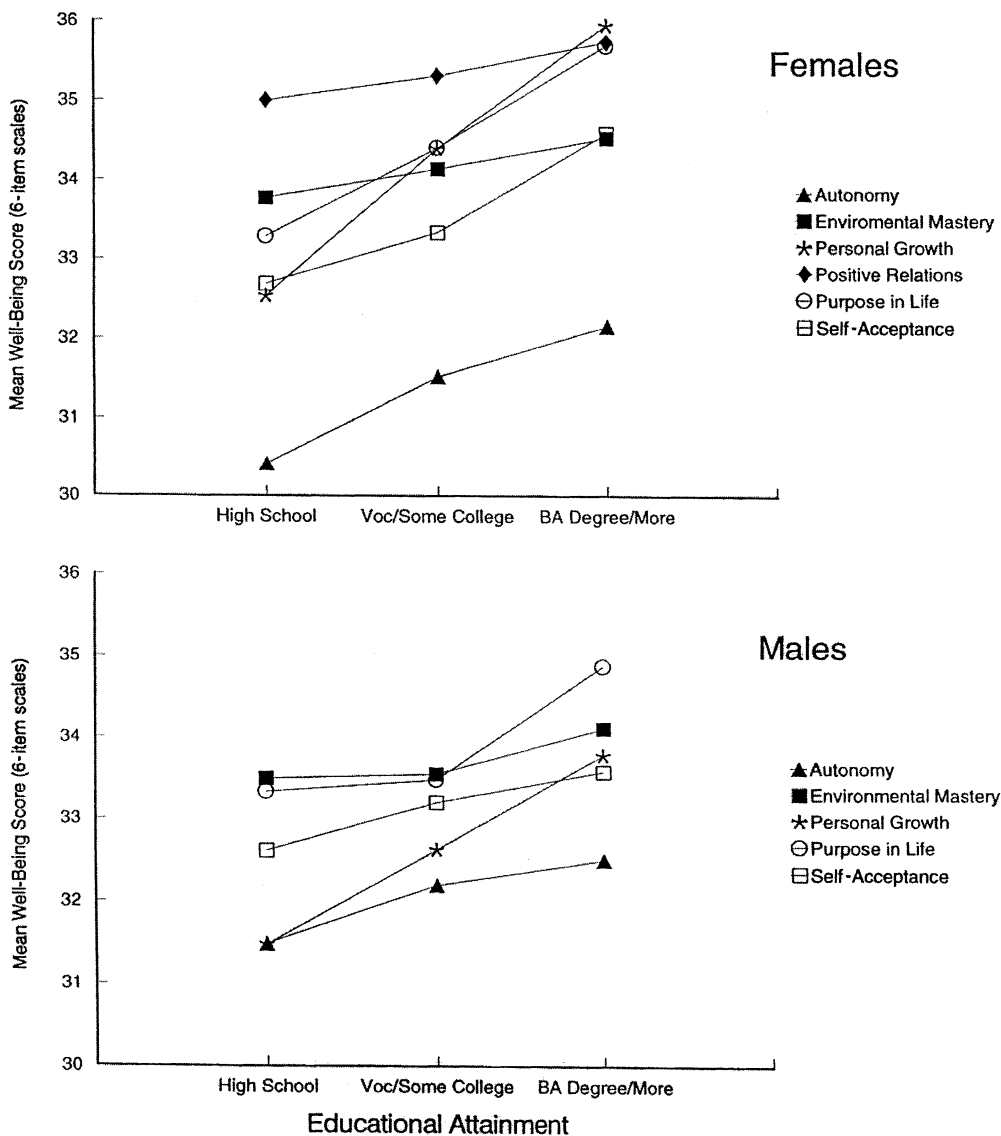 Mean Well-Being Score (6-item scales)
36
35
34
33
32
31
30
High School
Voc/Some College
BA Degree/More
Females
Autonomy
Enviromental Mastery
Personal Growth
Positive Relations
Purpose in Life
Self-Acceptance
Mean Well-Being Score (6-item scales)
36
35
34
33
32
31
30
High School
Voc/Some College
BA Degree/More
Males
Autonomy
Environmental Mastery
Personal Growth
Purpose in Life
Self-Acceptance
Educational Attainment